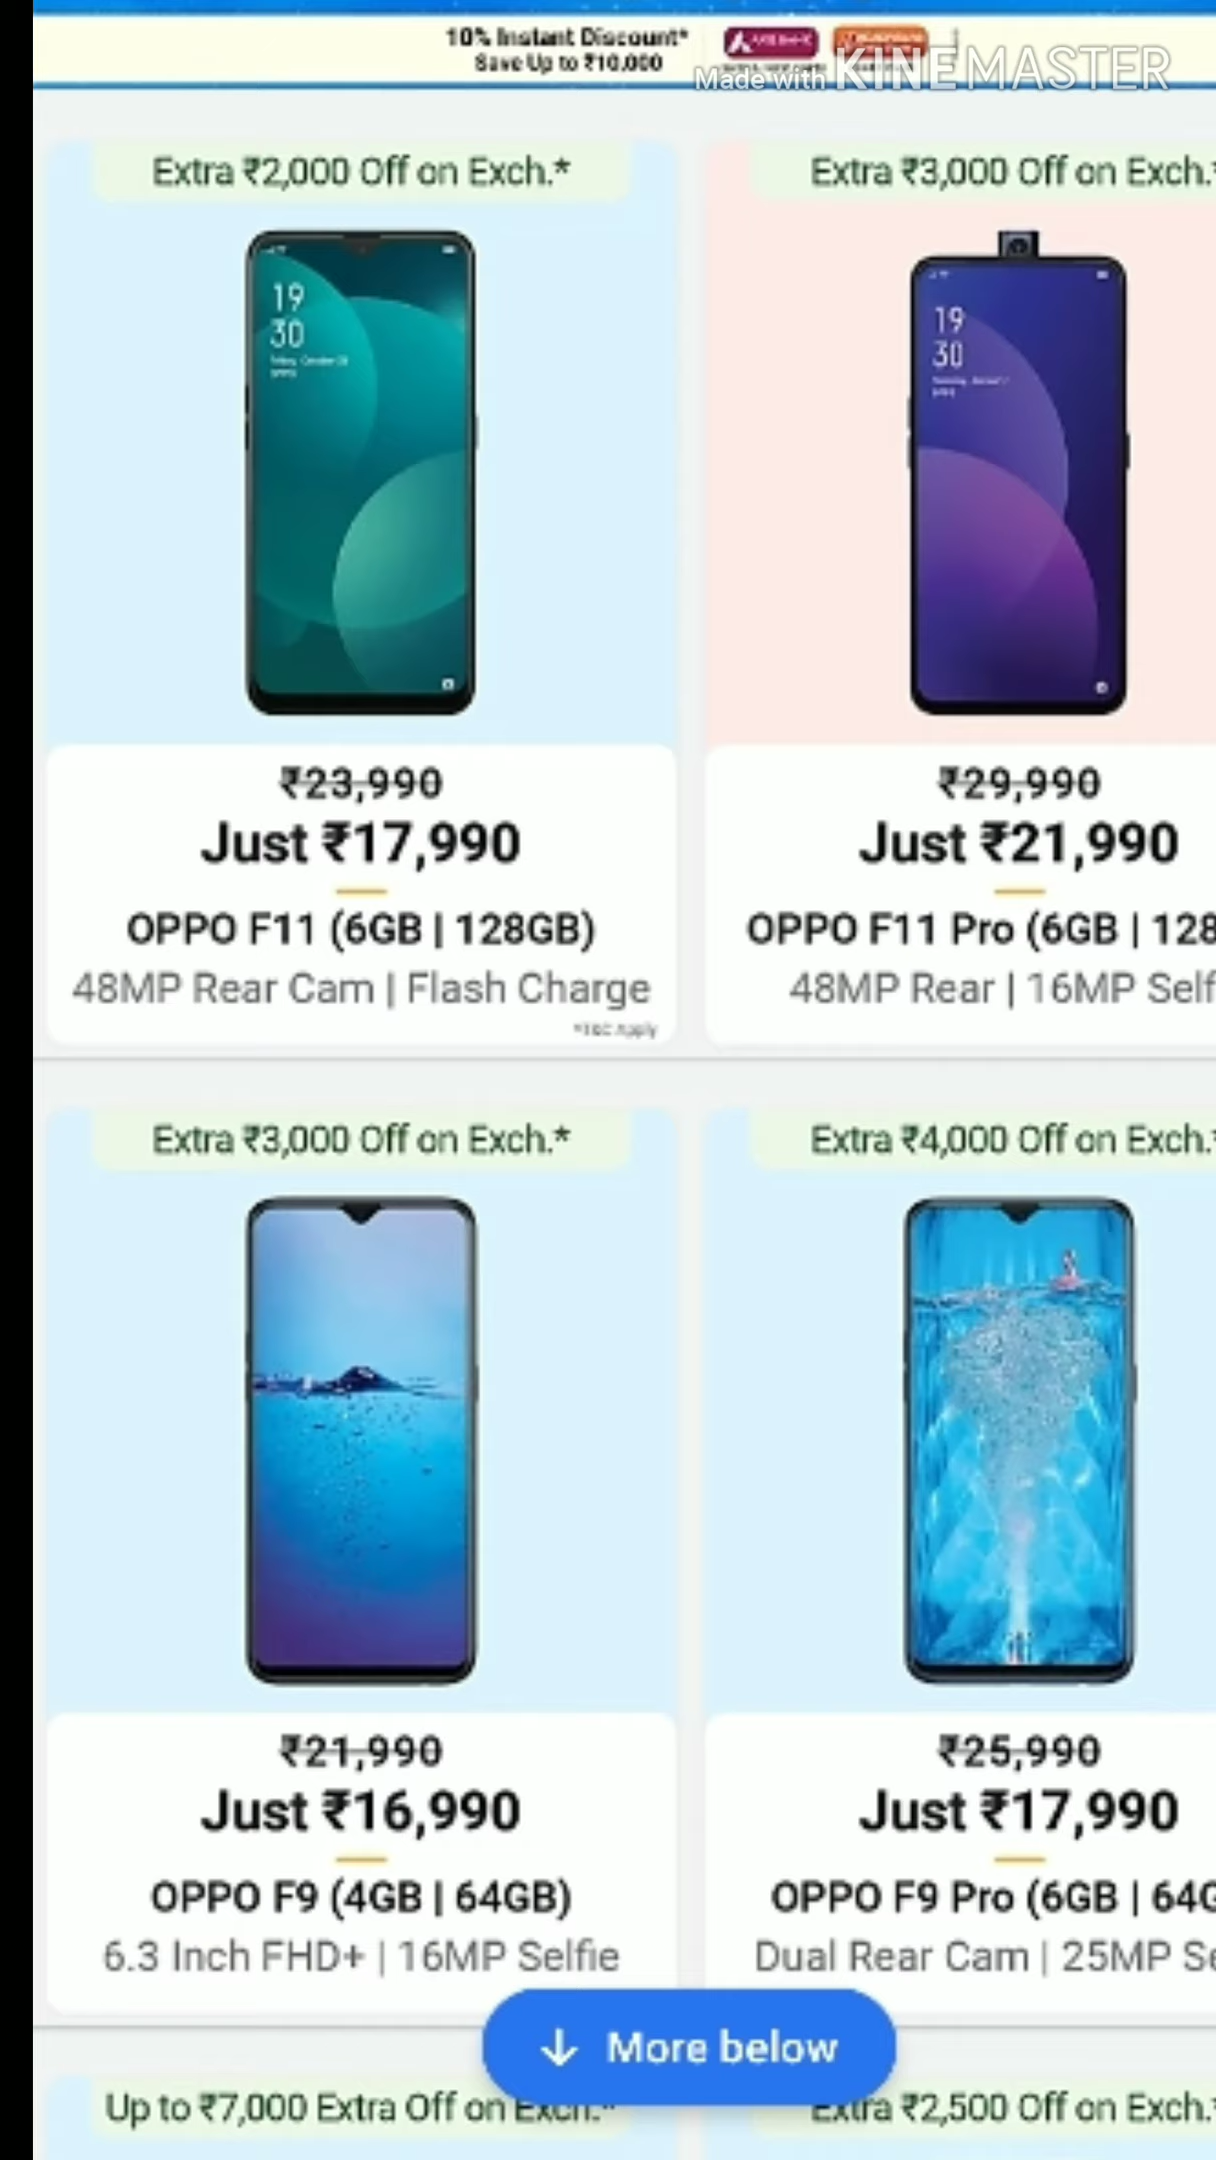 10% Instant Discount*
Save Up to ₹10,000
AXIS BANK
Made with KINEMASTER
Extra ₹2,000 Off on Exch.*
Extra ₹3,000 Off on Exch.*
19
30
19
30
₹23,990
Just ₹17,990
OPPO F11 (6GB | 128GB)
48MP Rear Cam | Flash Charge
*T&C Apply
₹29,990
Just ₹21,990
OPPO F11 Pro (6GB | 128
48MP Rear | 16MP Self
Extra ₹3,000 Off on Exch.*
Extra ₹4,000 Off on Exch.*
₹21,990
Just ₹16,990
OPPO F9 (4GB | 64GB)
6.3 Inch FHD+ | 16MP Selfie
₹25,990
Just ₹17,990
OPPO F9 Pro (6GB | 64G
Dual Rear Cam | 25MP Se
↓ More below
Up to ₹7,000 Extra Off on Exch.*
Extra ₹2,500 Off on Exch.*